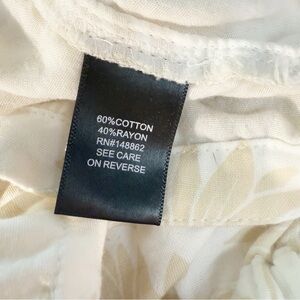 60%COTTON
40%RAYON
RN#148862
SEE CARE
ON REVERSE